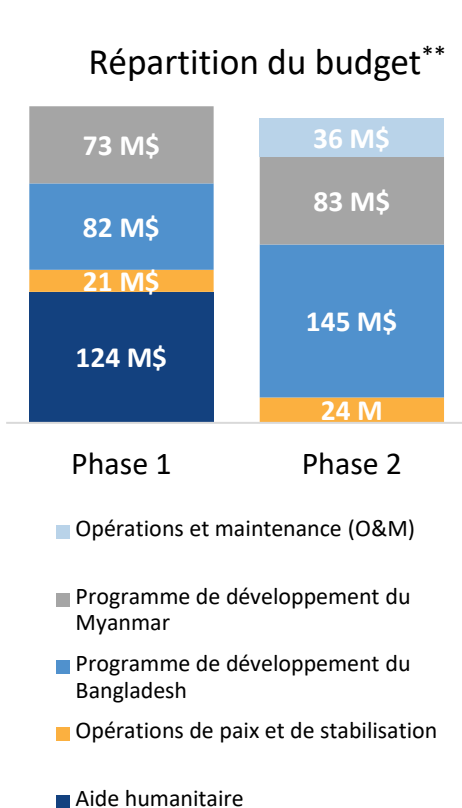 Répartition du budget**
73 M$
82 M$
21 M$
124 M$
36 M$
83 M$
145 M$
24 M
Phase 1
Phase 2
Opérations et maintenance (O&M)
Programme de développement du
Myanmar
Programme de développement du
Bangladesh
Opérations de paix et de stabilisation
Aide humanitaire